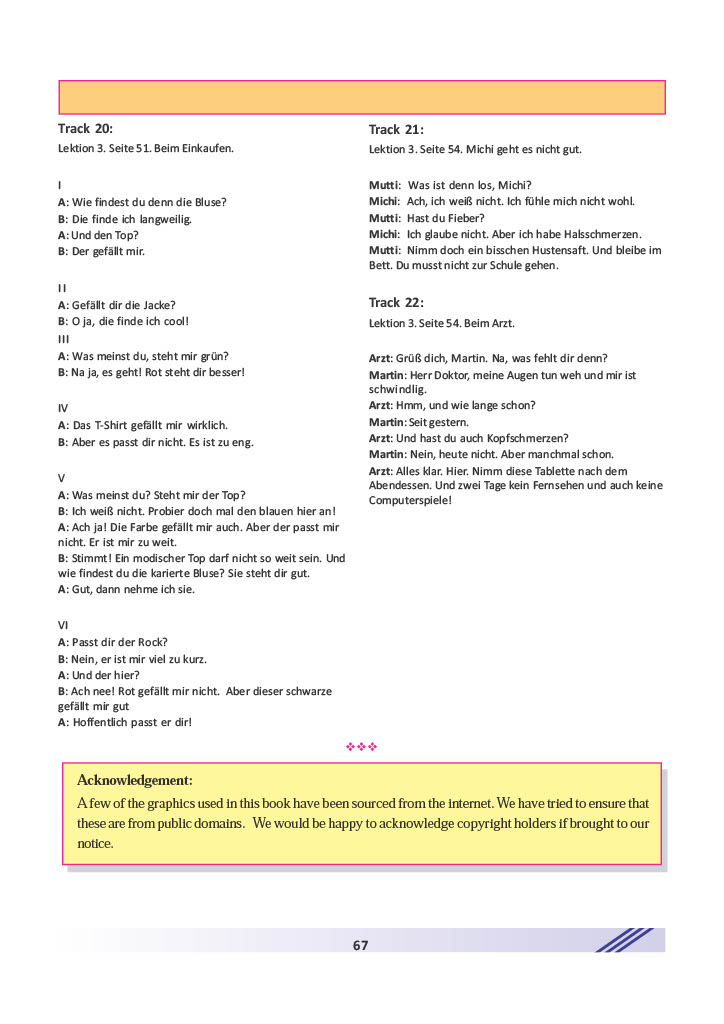 Track 20:
Lektion 3. Seite 51. Beim Einkaufen.
I
A: Wie findest du denn die Bluse?
B: Die finde ich langweilig.
A: Und den Top?
B: Der gefällt mir.
II
A: Gefällt dir die Jacke?
B: O ja, die finde ich cool!
III
A: Was meinst du, steht mir grün?
B: Na ja, es geht! Rot steht dir besser!
IV
A: Das T-Shirt gefällt mir wirklich.
B: Aber es passt dir nicht. Es ist zu eng.
V
A: Was meinst du? Steht mir der Top?
B: Ich weiß nicht. Probier doch mal den blauen hier an!
A: Ach ja! Die Farbe gefällt mir auch. Aber der passt mir
nicht. Er ist mir zu weit.
B: Stimmt! Ein modischer Top darf nicht so weit sein. Und
wie findest du die karierte Bluse? Sie steht dir gut.
A: Gut, dann nehme ich sie.
VI
A: Passt dir der Rock?
B: Nein, er ist mir viel zu kurz.
A: Und der hier?
B: Ach nee! Rot gefällt mir nicht. Aber dieser schwarze
gefällt mir gut
A: Hoffentlich passt er dir!
Track 21:
Lektion 3. Seite 54. Michi geht es nicht gut.
Mutti: Was ist denn los, Michi?
Michi: Ach, ich weiß nicht. Ich fühle mich nicht wohl.
Mutti: Hast du Fieber?
Michi: Ich glaube nicht. Aber ich habe Halsschmerzen.
Mutti: Nimm doch ein bisschen Hustensaft. Und bleibe im
Bett. Du musst nicht zur Schule gehen.
Track 22:
Lektion 3. Seite 54. Beim Arzt.
Arzt: Grüß dich, Martin. Na, was fehlt dir denn?
Martin: Herr Doktor, meine Augen tun weh und mir ist
schwindlig.
Arzt: Hmm, und wie lange schon?
Martin: Seit gestern.
Arzt: Und hast du auch Kopfschmerzen?
Martin: Nein, heute nicht. Aber manchmal schon.
Arzt: Alles klar. Hier. Nimm diese Tablette nach dem
Abendessen. Und zwei Tage kein Fernsehen und auch keine
Computerspiele!
Acknowledgement:
A few of the graphics used in this book have been sourced from the internet. We have tried to ensure that
these are from public domains. We would be happy to acknowledge copyright holders if brought to our
notice.
67